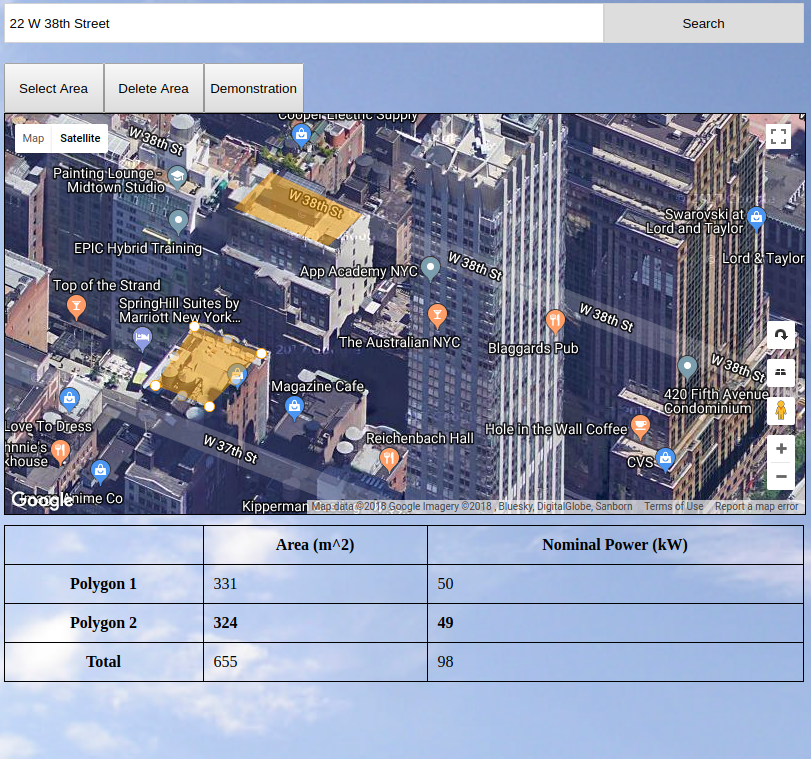 22 W 38th Street
Search
Select Area
Delete Area
Demonstration
Map
Satellite
W 38th St
Cooper Electric Supply
Painting Lounge -
Midtown Studio
W 38th St
Swarovski at
Lord and Taylor
EPIC Hybrid Training
Lord & Taylor
App Academy NYC
W 38th St
Top of the Strand
SpringHill Suites by
Marriott New York...
W 38th St
The Australian NYC
Blaggards Pub
W 38th St
Magazine Cafe
420 Fifth Avenue
Condominium
Love To Dress
Hole in the Wall Coffee
Reichenbach Hall
W 37th St
nnnie's
khouse
CVS
Anime Co
Google
Kipperman
Map data ©2018 Google Imagery ©2018 , Bluesky, DigitalGlobe, Sanborn
Terms of Use
Report a map error
Area (m^2)
Nominal Power (kW)
Polygon 1
331
50
Polygon 2
324
49
Total
655
98